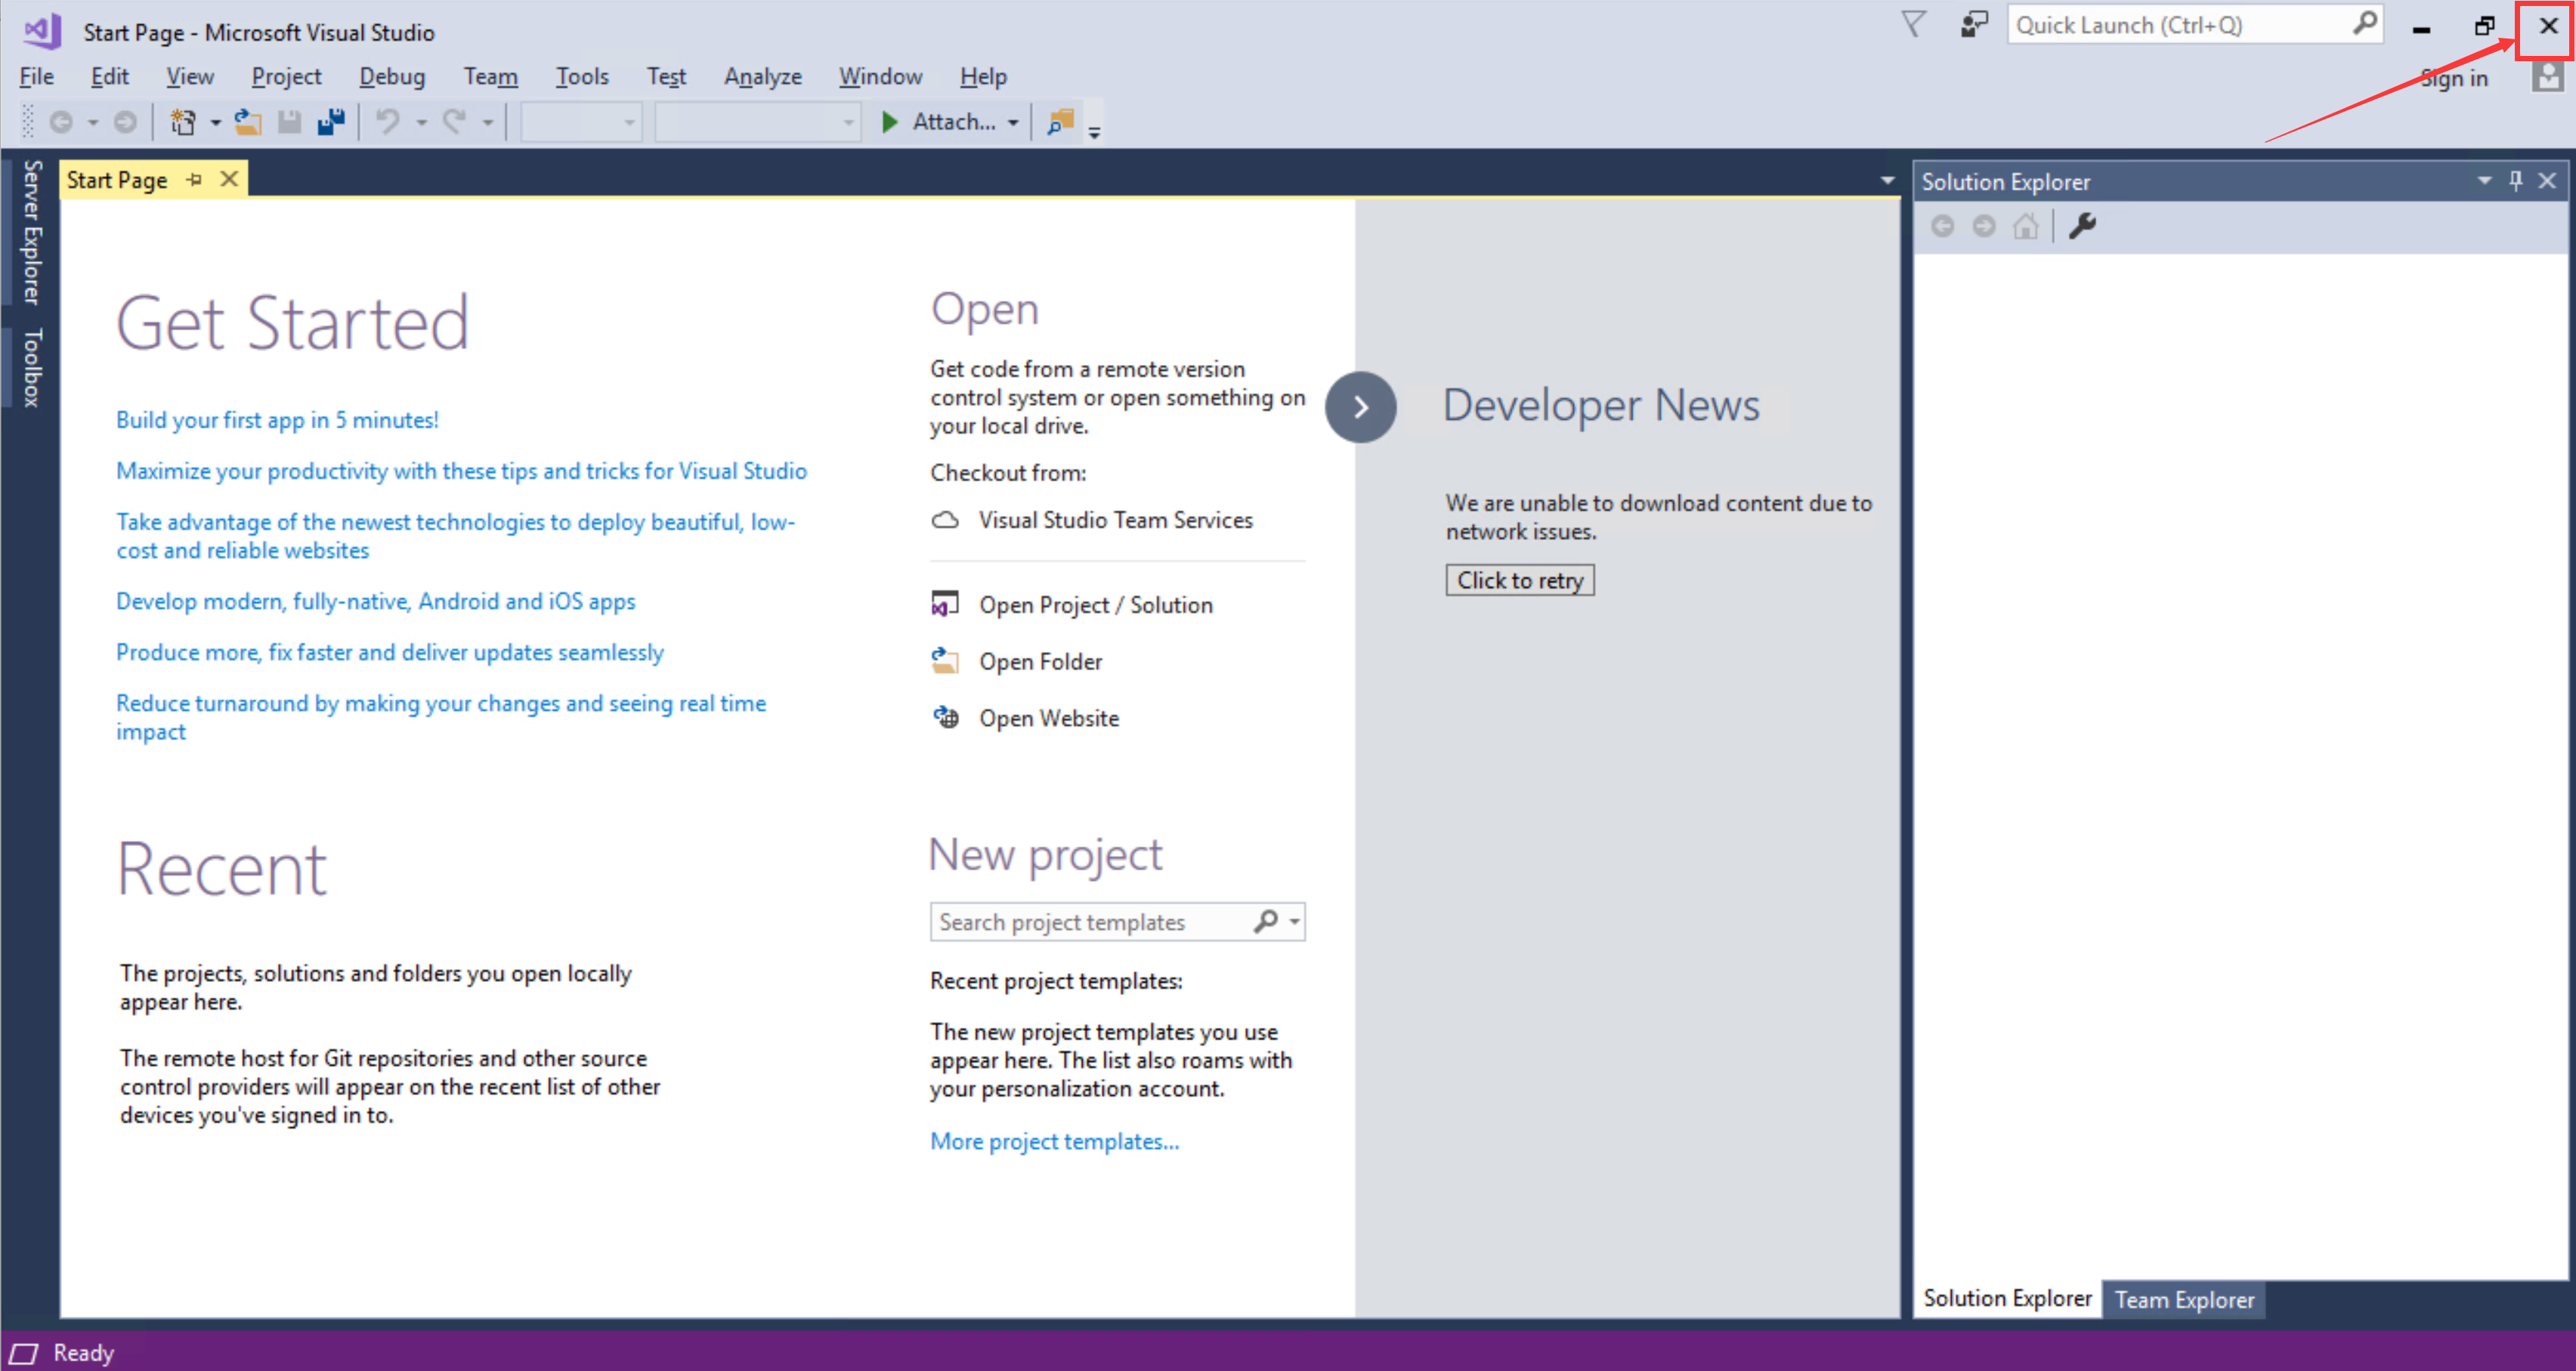 Start Page - Microsoft Visual Studio
Quick Launch (Ctrl+Q)
File Edit View Project Debug Team Tools Test Analyze Window Help
Sign in
Attach...
Server Explorer
Toolbox
Start Page
Get Started
Build your first app in 5 minutes!
Maximize your productivity with these tips and tricks for Visual Studio
Take advantage of the newest technologies to deploy beautiful, low-
cost and reliable websites
Develop modern, fully-native, Android and iOS apps
Produce more, fix faster and deliver updates seamlessly
Reduce turnaround by making your changes and seeing real time
impact
Recent
The projects, solutions and folders you open locally
appear here.
The remote host for Git repositories and other source
control providers will appear on the recent list of other
devices you've signed in to.
Open
Get code from a remote version
control system or open something on
your local drive.
Checkout from:
Visual Studio Team Services
Open Project / Solution
Open Folder
Open Website
New project
Search project templates
Recent project templates:
The new project templates you use
appear here. The list also roams with
your personalization account.
More project templates...
Developer News
We are unable to download content due to
network issues.
Click to retry
Solution Explorer
Solution Explorer
Team Explorer
Ready